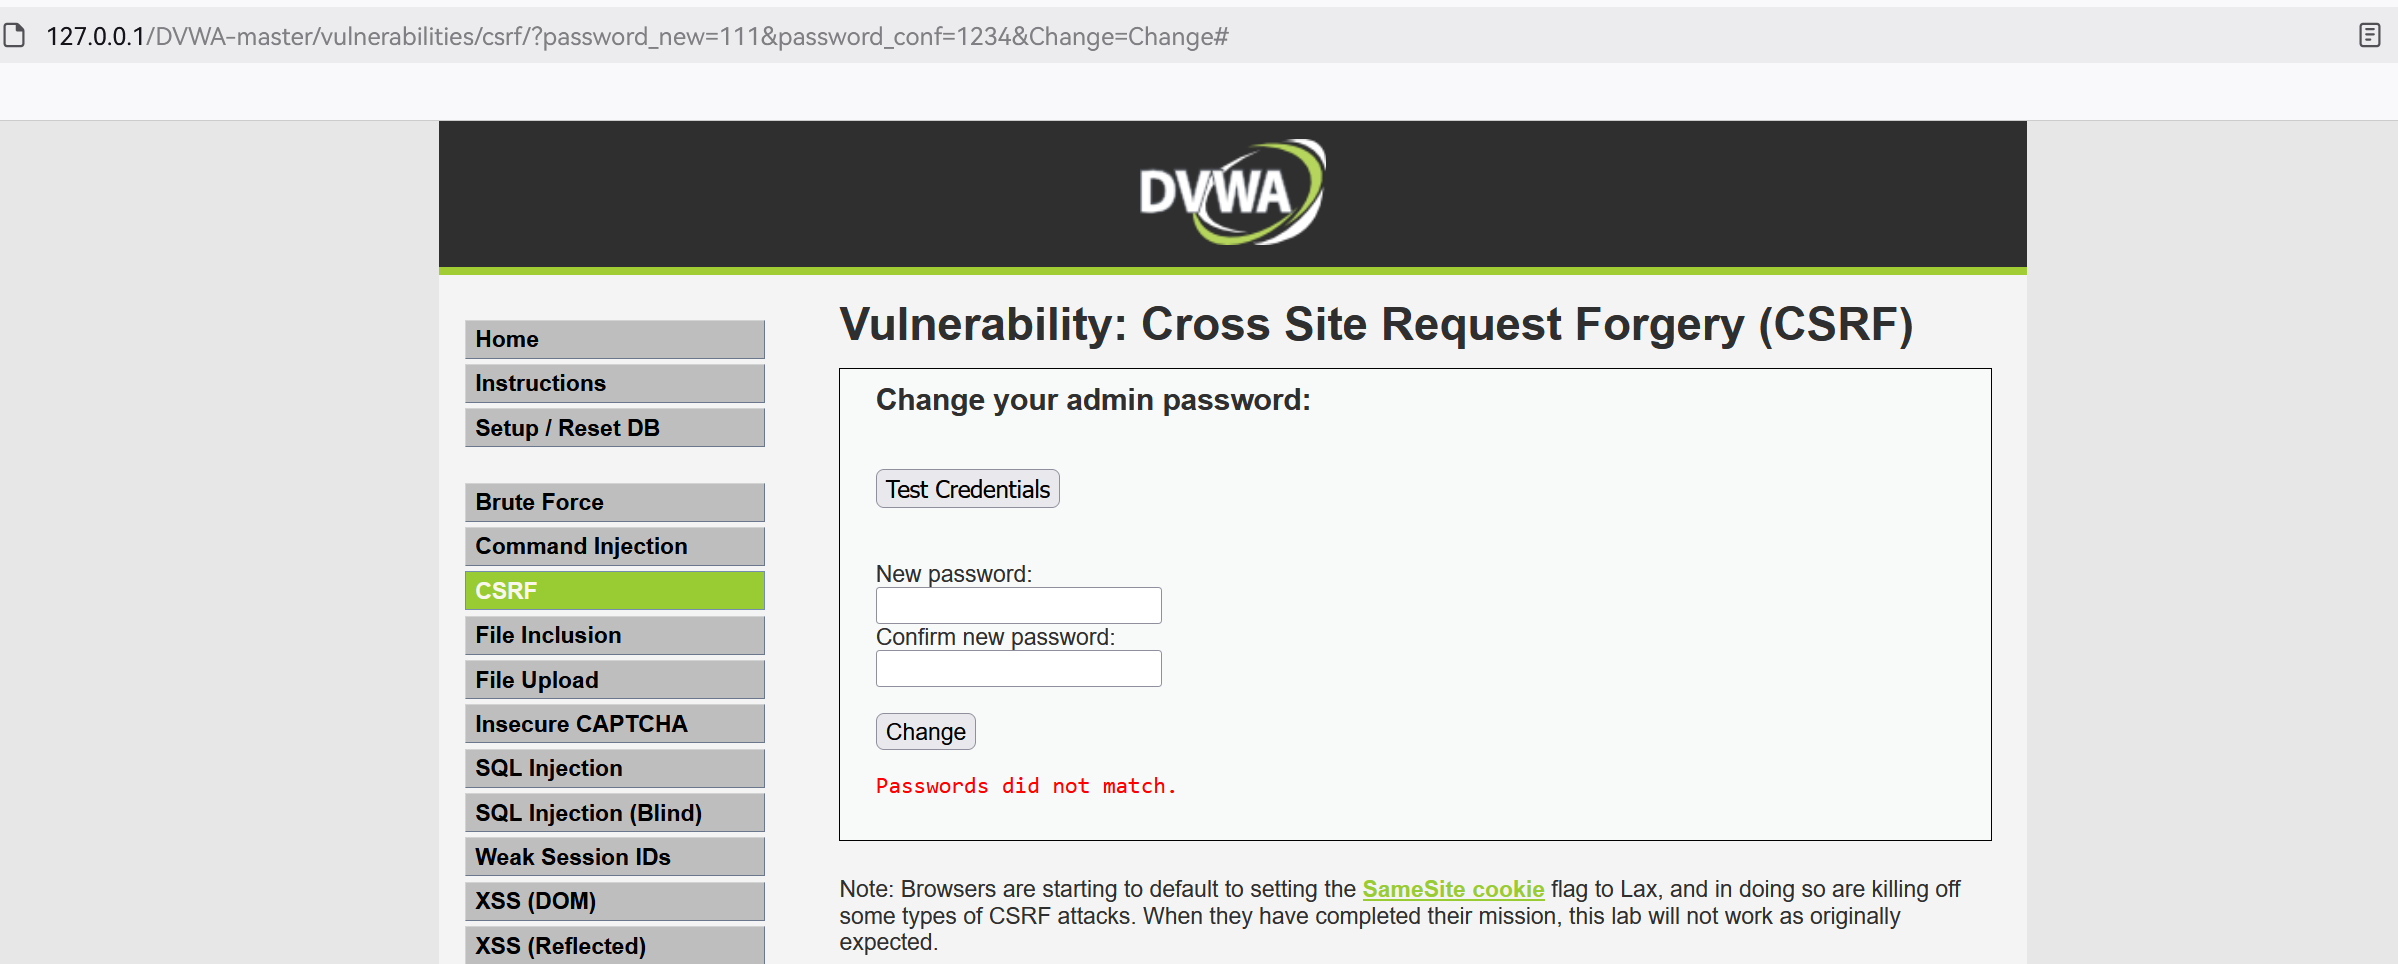 127.0.0.1/DVWA-master/vulnerabilities/csrf/?password_new=111&password_conf=1234&Change=Change#
DVWA
Home
Instructions
Setup / Reset DB
Brute Force
Command Injection
CSRF
File Inclusion
File Upload
Insecure CAPTCHA
SQL Injection
SQL Injection (Blind)
Weak Session IDs
XSS (DOM)
XSS (Reflected)
Vulnerability: Cross Site Request Forgery (CSRF)
Change your admin password:
Test Credentials
New password:
Confirm new password:
Change
Passwords did not match.
Note: Browsers are starting to default to setting the SameSite cookie flag to Lax, and in doing so are killing off
some types of CSRF attacks. When they have completed their mission, this lab will not work as originally
expected.